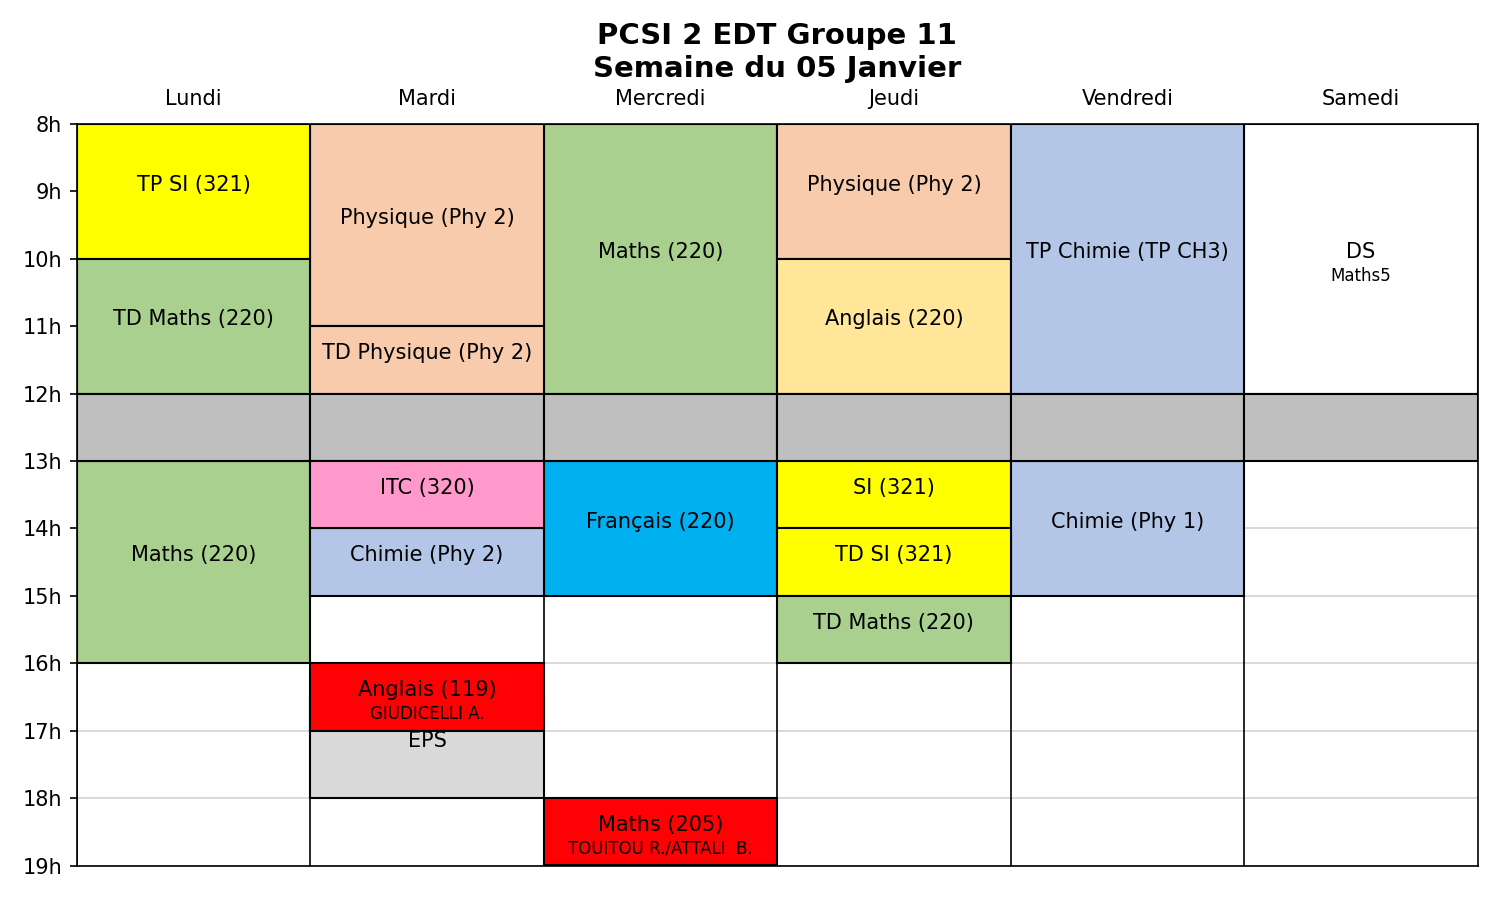 PCSI 2 EDT Groupe 11
Semaine du 05 Janvier
Lundi
Mardi
Mercredi
Jeudi
Vendredi
Samedi
8h
9h
10h
11h
12h
13h
14h
15h
16h
17h
18h
19h
TP SI (321)
TD Maths (220)
Maths (220)
Physique (Phy 2)
TD Physique (Phy 2)
ITC (320)
Chimie (Phy 2)
Anglais (119)
GIUDICELLI A.
EPS
Maths (220)
Français (220)
Maths (205)
TOUITOU R./ATTALI  B.
Physique (Phy 2)
Anglais (220)
SI (321)
TD SI (321)
TD Maths (220)
TP Chimie (TP CH3)
Chimie (Phy 1)
DS
Maths5